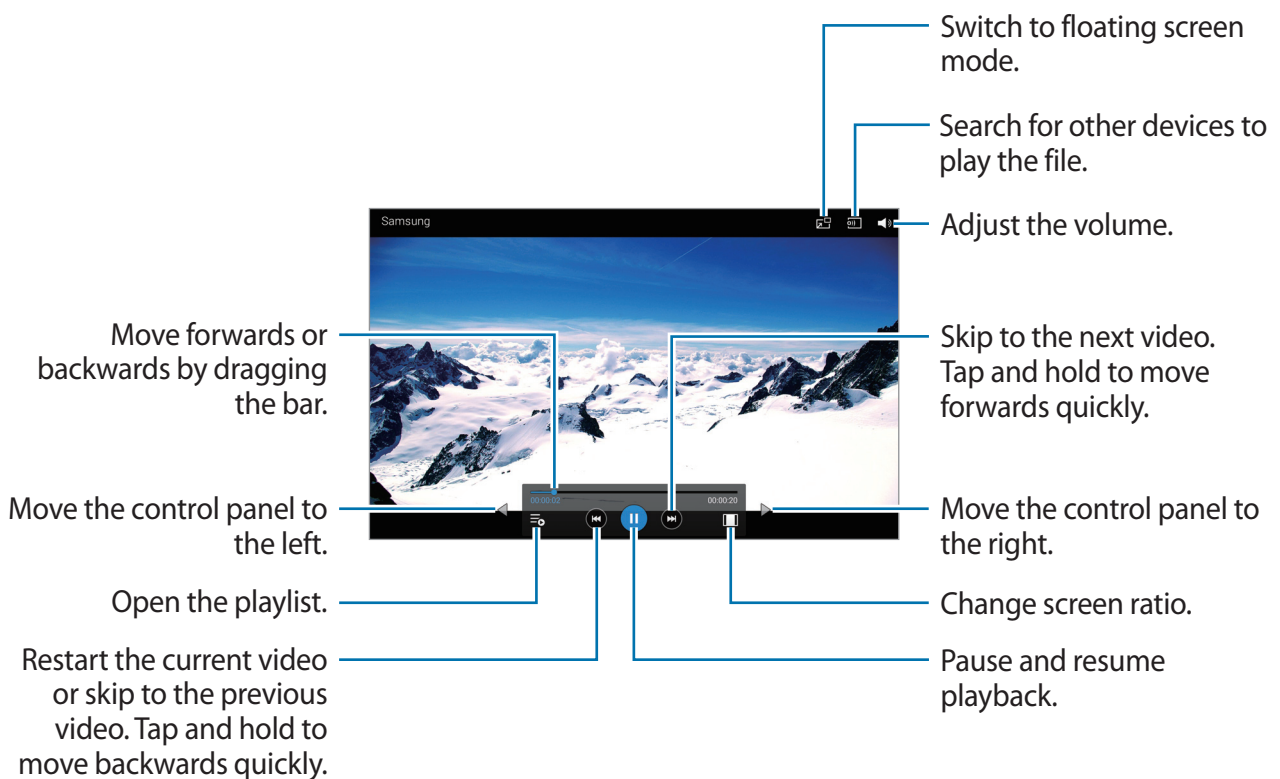 Switch to floating screen
mode.
Search for other devices to
play the file.
Samsung
Adjust the volume.
Move forwards or
backwards by dragging
the bar.
Skip to the next video.
Tap and hold to move
forwards quickly.
00:00:02
00:00:20
Move the control panel to
the left.
Move the control panel to
the right.
Open the playlist.
Change screen ratio.
Restart the current video
or skip to the previous
video. Tap and hold to
move backwards quickly.
Pause and resume
playback.